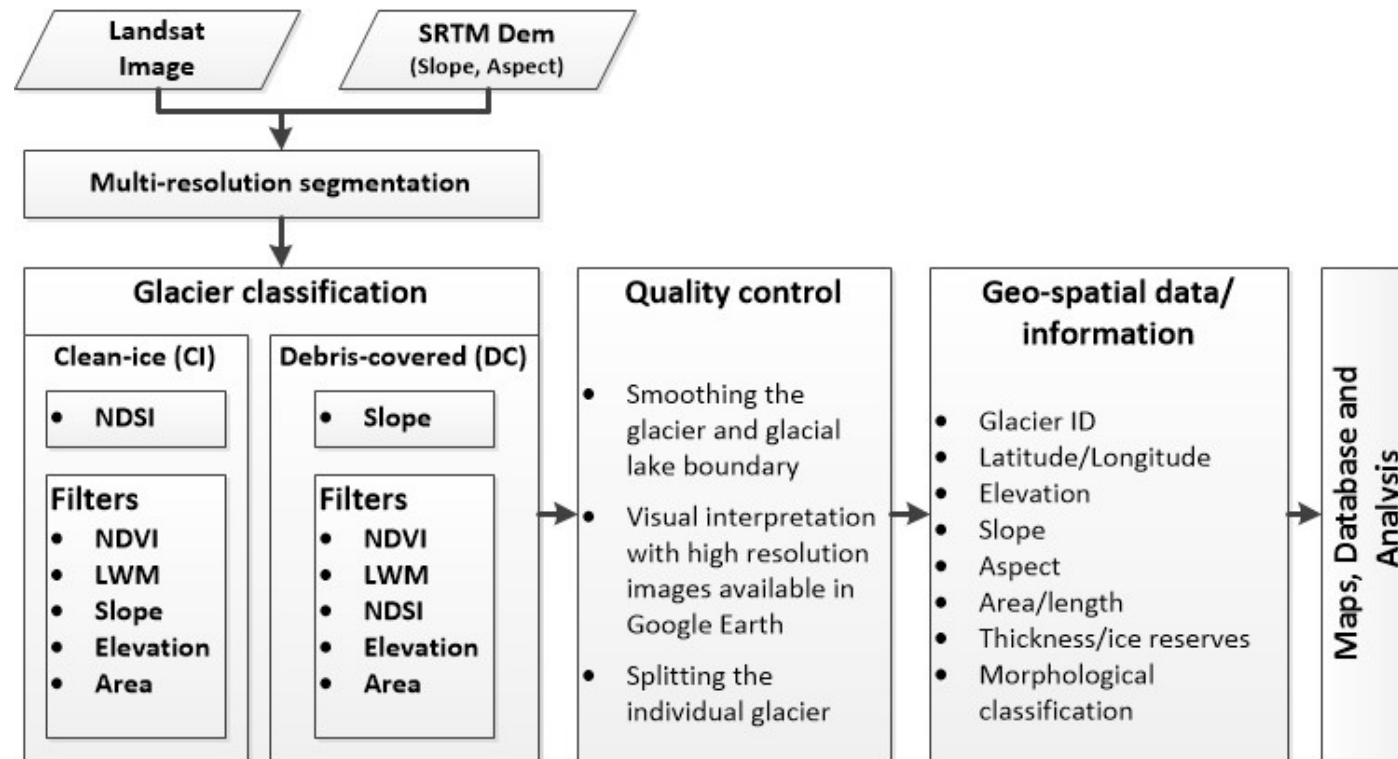 Landsat
Image
SRTM Dem
(Slope, Aspect)
Multi-resolution segmentation
Glacier classification
Clean-ice (CI)
• NDSI
Filters
• NDVI
• LWM
• Slope
• Elevation
• Area
Debris-covered (DC)
• Slope
Filters
• NDVI
• LWM
• NDSI
• Elevation
• Area
Quality control
• Smoothing the
glacier and glacial
lake boundary
• Visual interpretation
with high resolution
images available in
Google Earth
• Splitting the
individual glacier
Geo-spatial data/
information
• Glacier ID
• Latitude/Longitude
• Elevation
• Slope
• Aspect
• Area/length
• Thickness/ice reserves
• Morphological
classification
Maps, Database and
Analysis